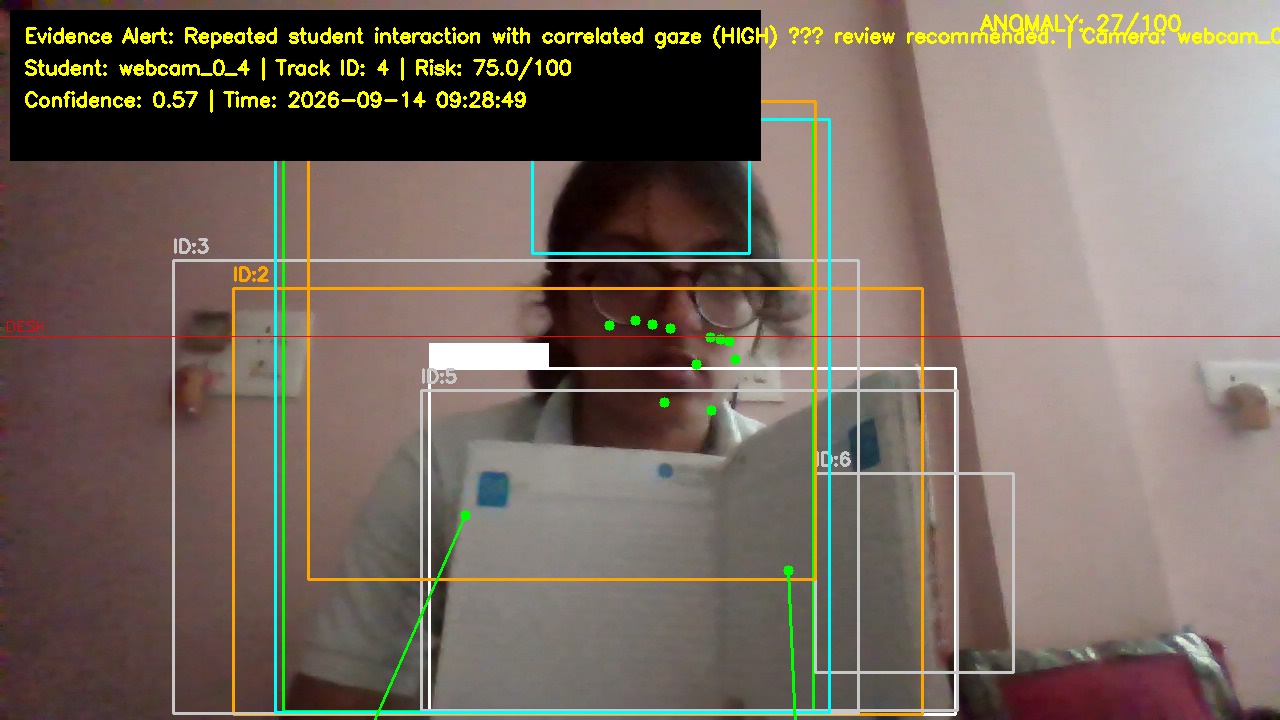 ANOMALY: 27/100
Evidence Alert: Repeated student interaction with correlated gaze (HIGH) ??? review recommended. | Camera: webcam_0
Student: webcam_0_4 | Track ID: 4 | Risk: 75.0/100
Confidence: 0.57 | Time: 2026-09-14 09:28:49
ID:3
ID:2
DESK
ID:5
ID:6